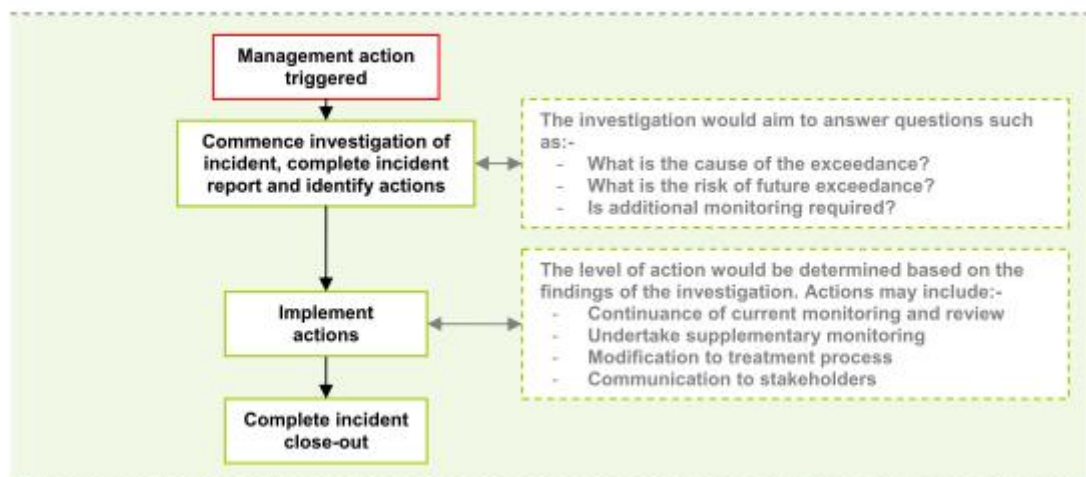 Management action
triggered
Commence investigation of
incident, complete incident
report and identify actions
The investigation would aim to answer questions such
as:-
- What is the cause of the exceedance?
- What is the risk of future exceedance?
- Is additional monitoring required?
Implement
actions
The level of action would be determined based on the
findings of the investigation. Actions may include:-
- Continuance of current monitoring and review
- Undertake supplementary monitoring
- Modification to treatment process
- Communication to stakeholders
Complete incident
close-out